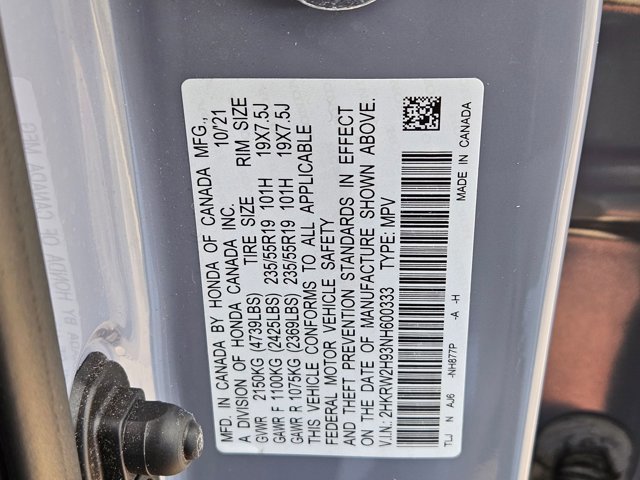 MFD. IN CANADA BY HONDA OF CANADA MFG.,
A DIVISION OF HONDA CANADA INC. 10/'21
TIRE SIZE RIM SIZE
GVWR 2150KG (4739LBS)
GAWR F 1100KG (2425LBS) 235/55R19 101H 19X7.5J
GAWR R 1075KG (2369LBS) 235/55R19 101H 19X7.5J
THIS VEHICLE CONFORMS TO ALL APPLICABLE
FEDERAL MOTOR VEHICLE SAFETY
AND THEFT PREVENTION STANDARDS IN EFFECT
ON THE DATE OF MANUFACTURE SHOWN ABOVE.
V.I.N.: 2HKRW2H93NH600333 TYPE: MPV
TLJ N AJ6 -NH877P -A -H
MADE IN CANADA